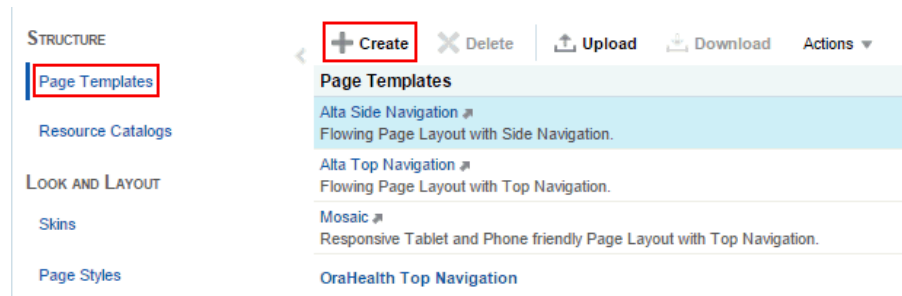 STRUCTURE
Page Templates
Resource Catalogs
LOOK AND LAYOUT
Skins
Page Styles
Create Delete Upload Download Actions
Page Templates
Alta Side Navigation
Flowing Page Layout with Side Navigation.
Alta Top Navigation
Flowing Page Layout with Top Navigation.
Mosaic
Responsive Tablet and Phone friendly Page Layout with Top Navigation.
OraHealth Top Navigation